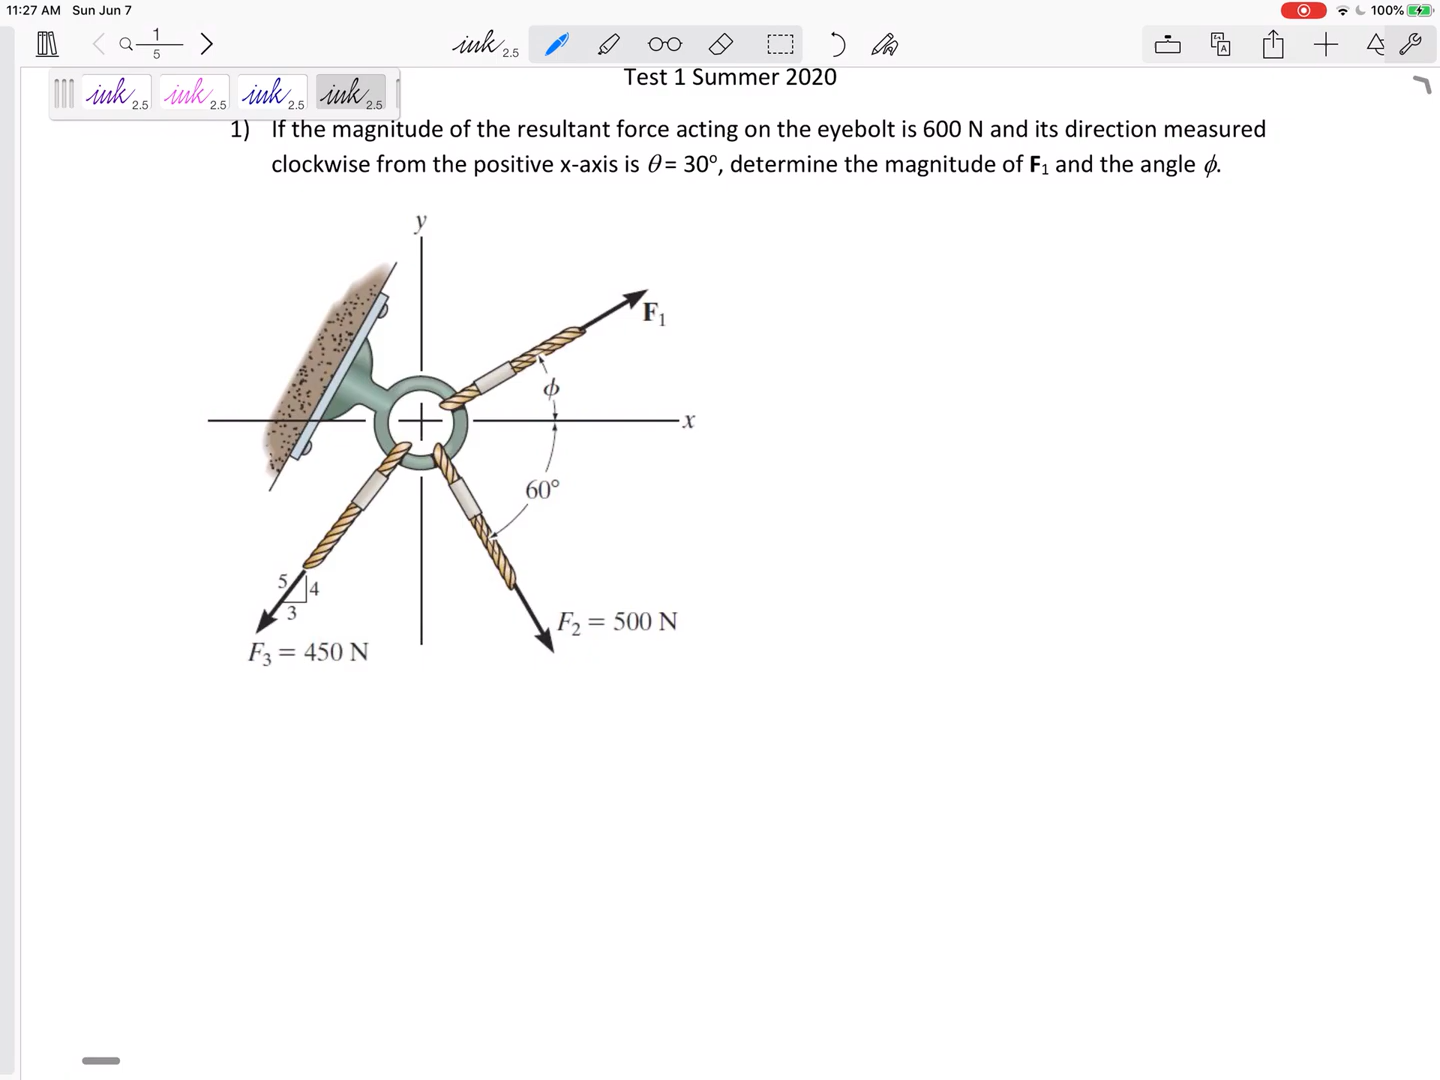 11:27 AM Sun Jun 7
100%
1
5
ink 2.5
ink 2.5 ink 2.5 ink 2.5 ink 2.5
Test 1 Summer 2020
1) If the magnitude of the resultant force acting on the eyebolt is 600 N and its direction measured
clockwise from the positive x-axis is θ = 30º, determine the magnitude of F₁ and the angle ϕ.
y
F₁
ϕ
x
60°
5
4
3
F₂ = 500 N
F₃ = 450 N